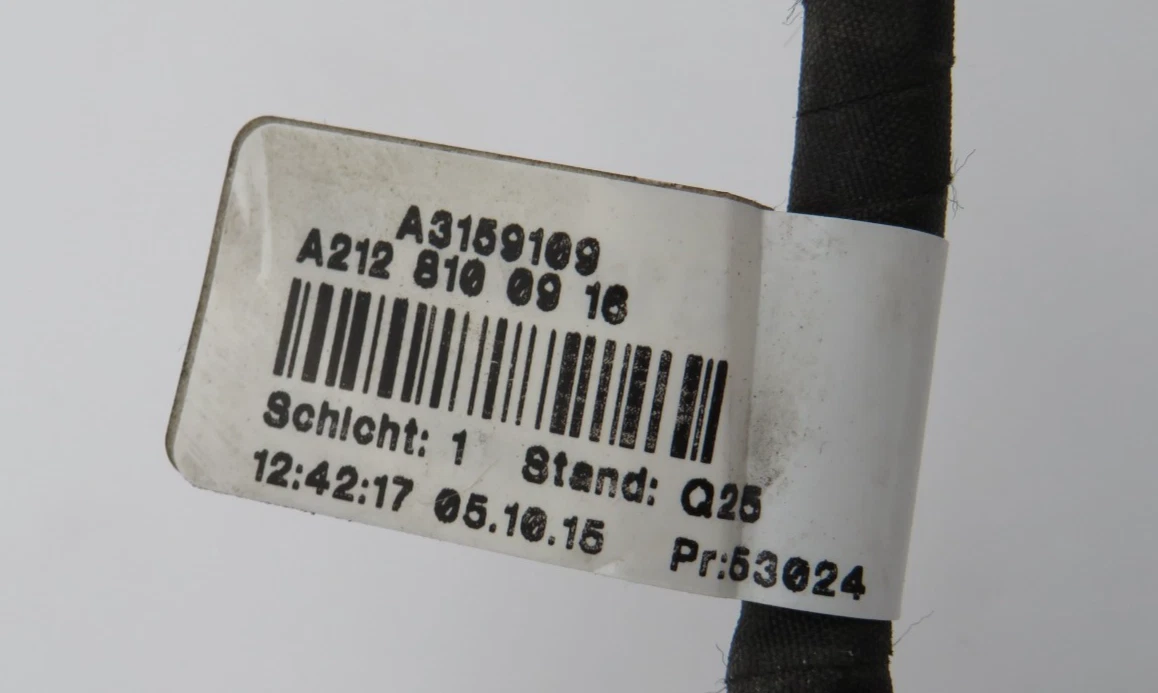 A3159109
A212 810 09 16
Schicht: 1 Stand: Q25
12:42:17 05.10.15 Pr:53024